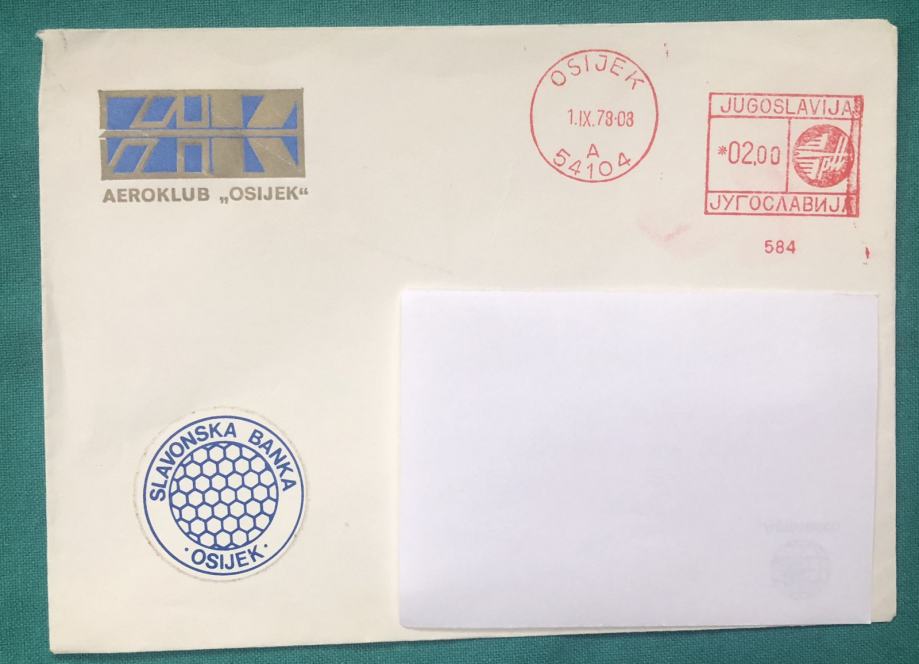 AEROKLUB „OSIJEK“
OSIJEK
1.IX.78-08
A
54104
JUGOSLAVIJA
*02,00
ЈУГОСЛАВИЈА
584
SLAVONSKA BANKA
·OSIJEK·